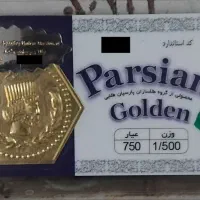 کد استاندارد
Parsian
محصولی از گروه طلاسازان پارسیان طلایی
Golden
عیار
وزن
750
1/500